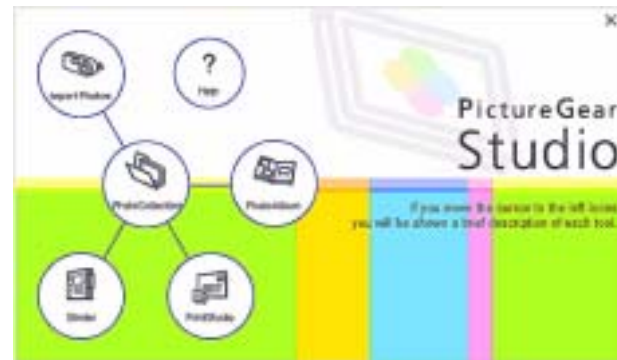 Import Photos
?
Help
PictureGear
Studio
PhotoCollection
PhotoAlbum
If you move the cursor to the left icons
you will be shown a brief description of each tool.
Binder
PrintStudio